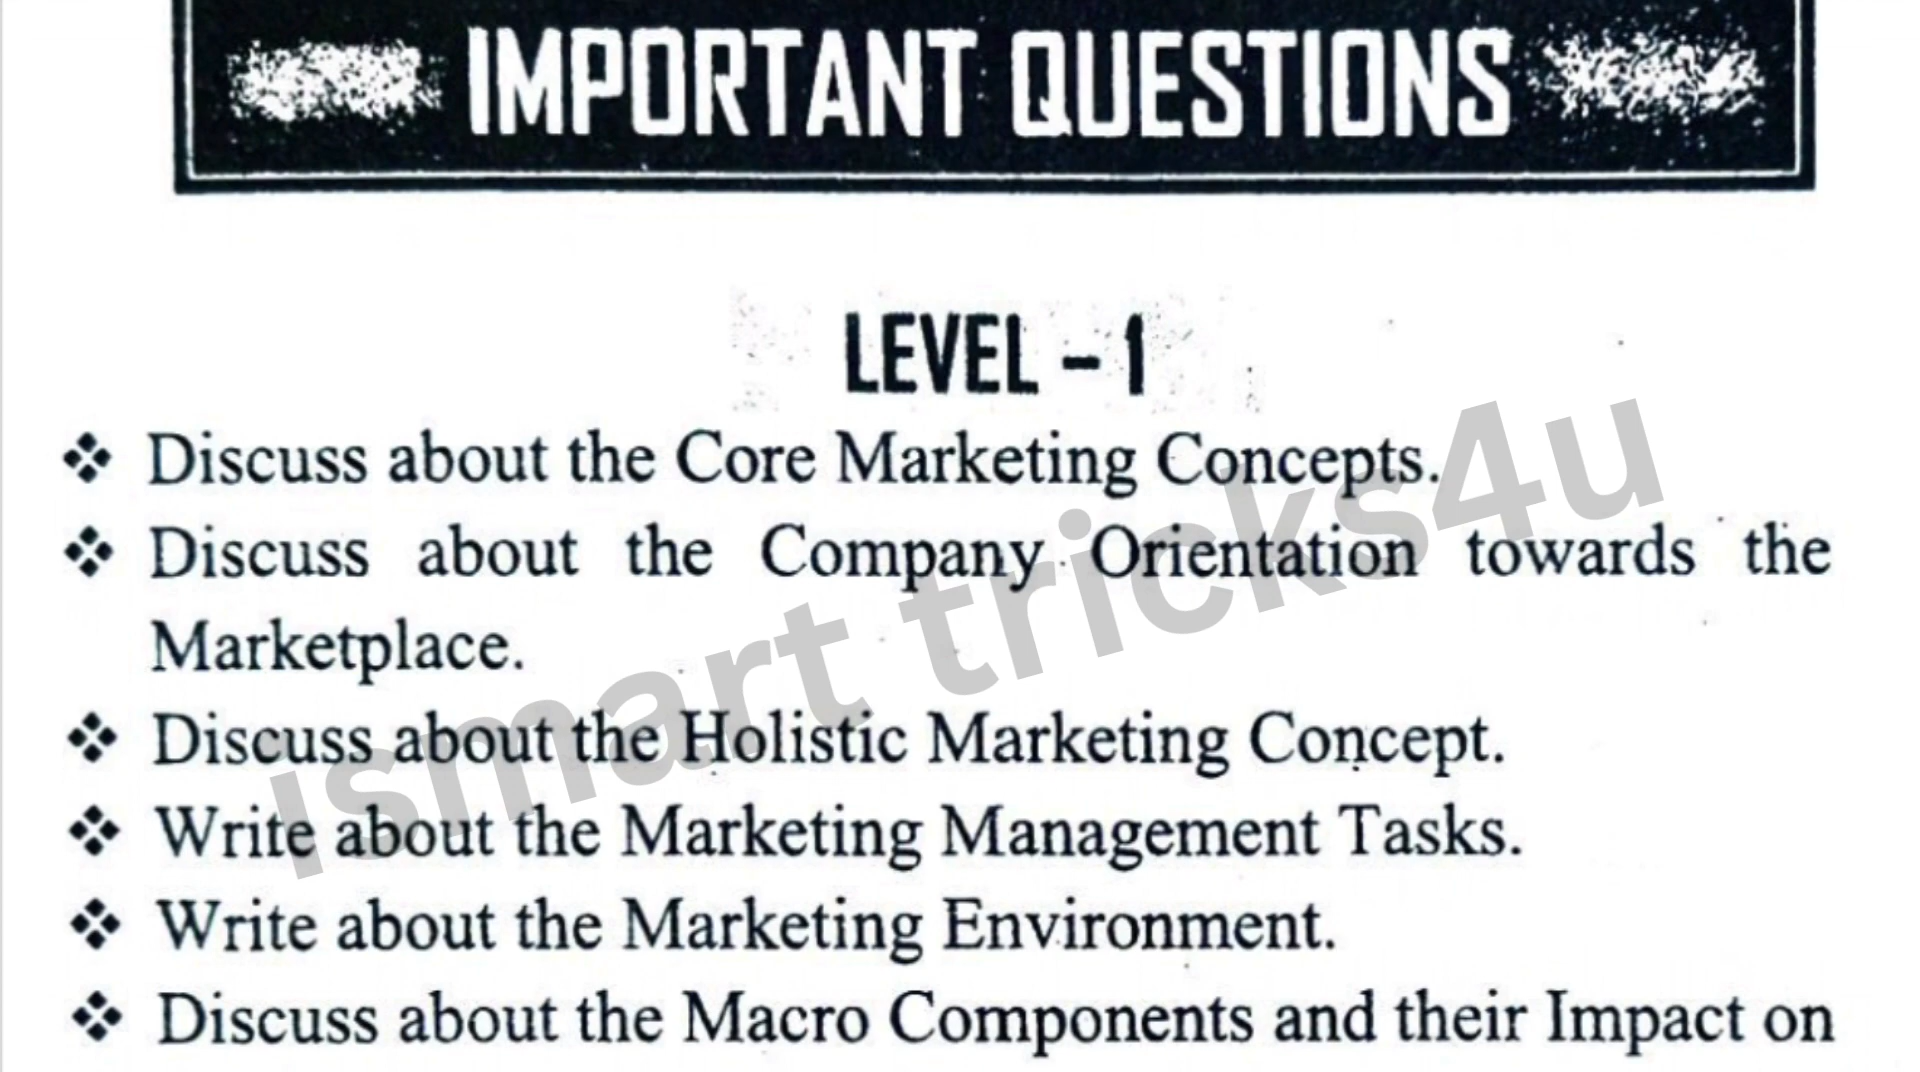 IMPORTANT QUESTIONS
LEVEL – 1
❖ Discuss about the Core Marketing Concepts.
❖ Discuss about the Company Orientation towards the
Marketplace.
❖ Discuss about the Holistic Marketing Concept.
❖ Write about the Marketing Management Tasks.
❖ Write about the Marketing Environment.
❖ Discuss about the Macro Components and their Impact on
ismart tricks4u